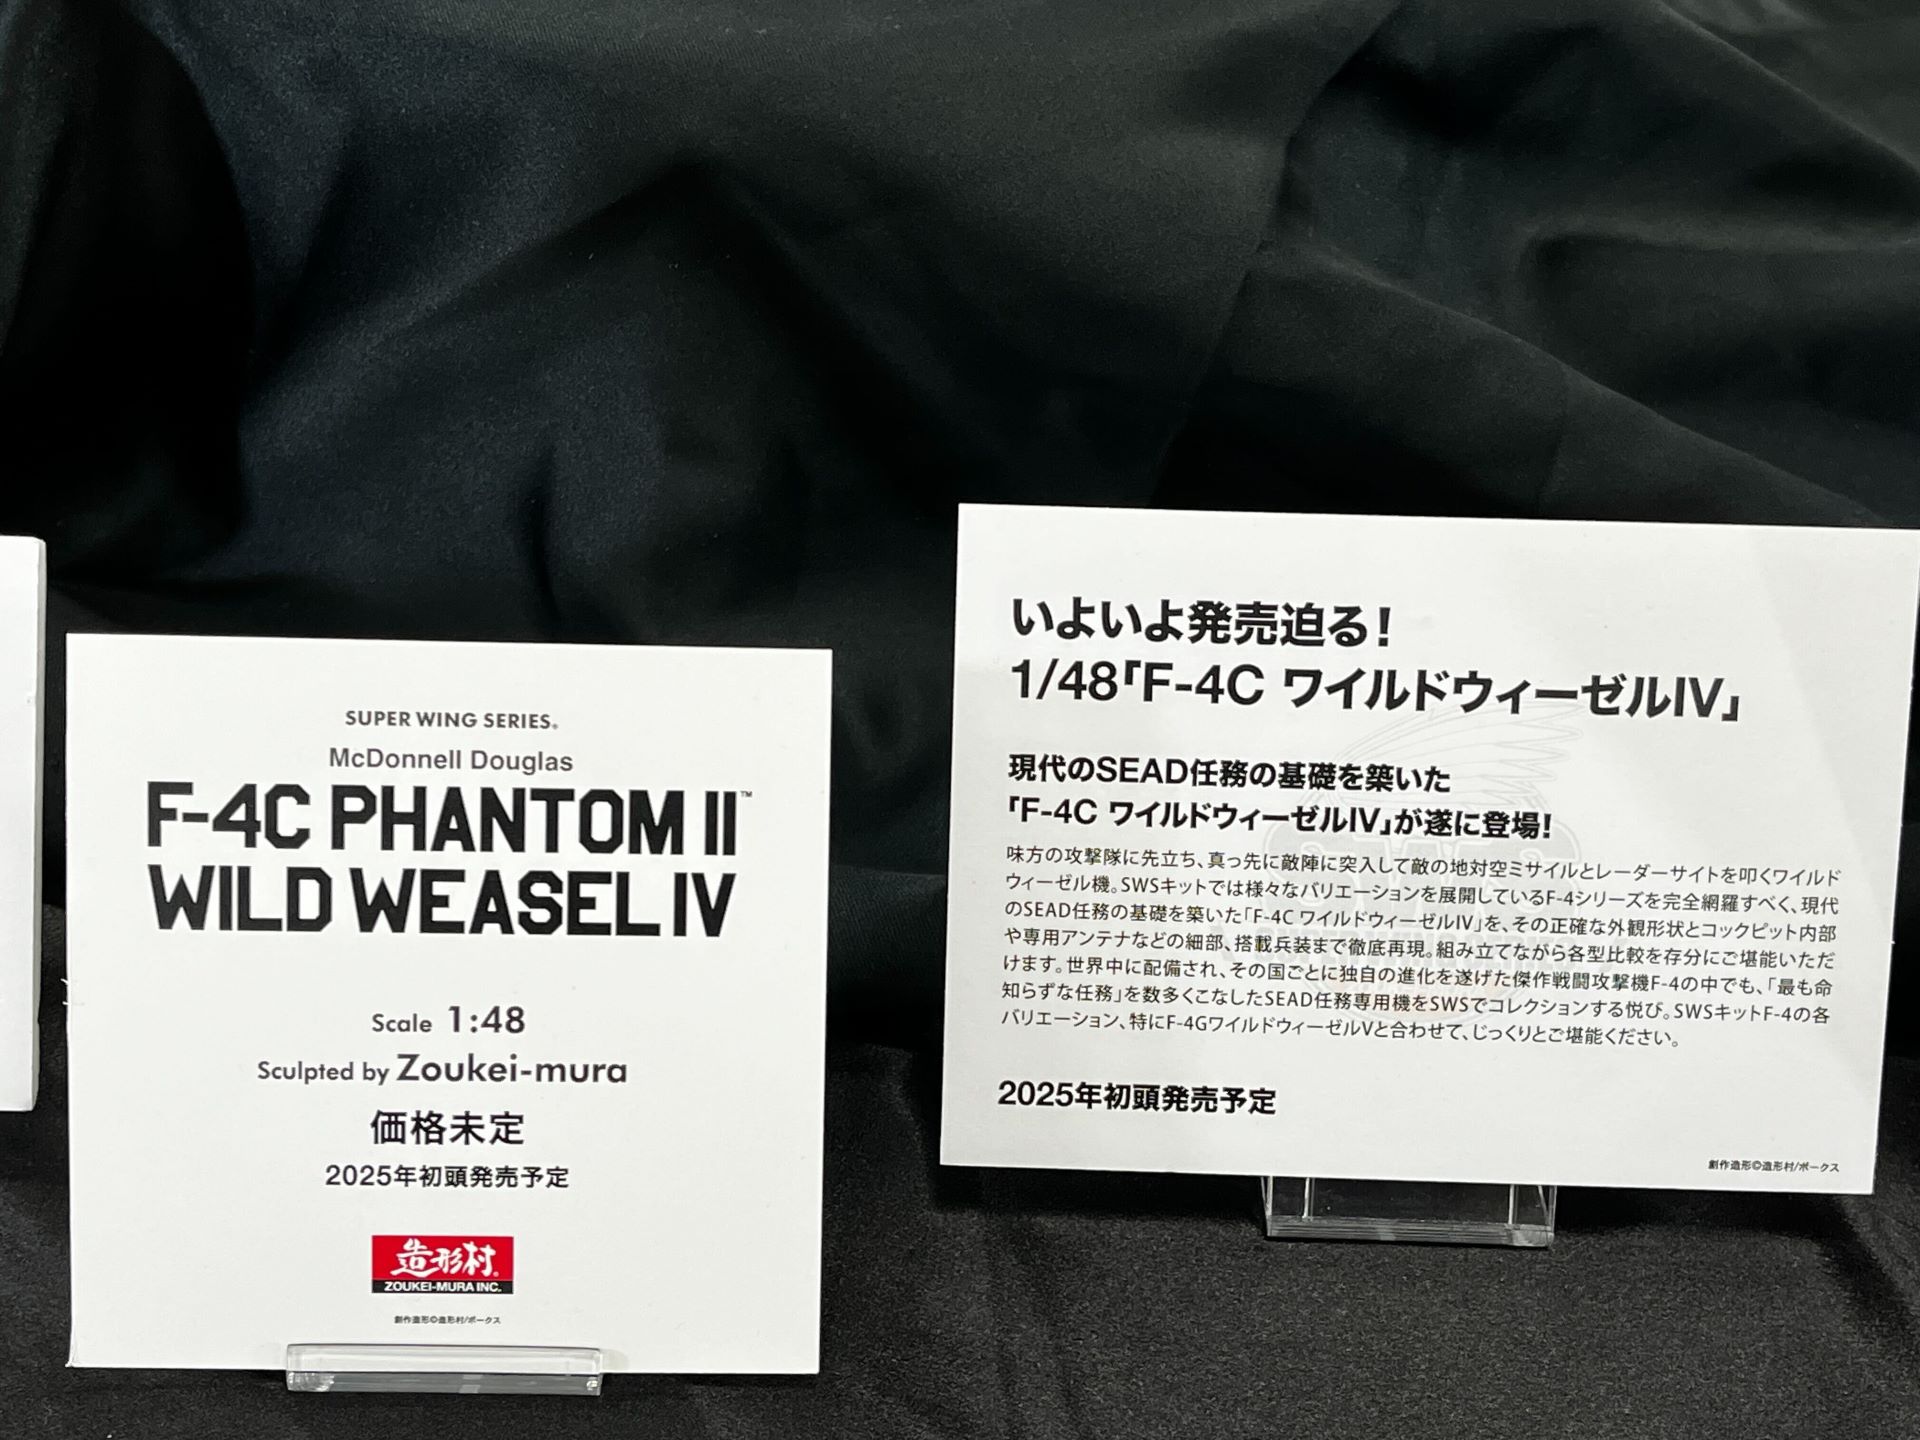 SUPER WING SERIES®
McDonnell Douglas
F-4C PHANTOM II™
WILD WEASEL IV
Scale 1:48
Sculpted by Zoukei-mura
価格未定
2025年初頭発売予定
造形村®
ZOUKEI-MURA INC.
創作造形©造形村/ボークス
いよいよ発売迫る!
1/48「F-4C ワイルドウィーゼルIV」
現代のSEAD任務の基礎を築いた
「F-4C ワイルドウィーゼルIV」が遂に登場!
味方の攻撃隊に先立ち、真っ先に敵陣に突入して敵の地対空ミサイルとレーダーサイトを叩くワイルド
ウィーゼル機。SWSキットでは様々なバリエーションを展開しているF-4シリーズを完全網羅すべく、現代
のSEAD任務の基礎を築いた「F-4C ワイルドウィーゼルIV」を、その正確な外観形状とコックピット内部
や専用アンテナなどの細部、搭載兵装まで徹底再現。組み立てながら各型比較を存分にご堪能いただ
けます。世界中に配備され、その国ごとに独自の進化を遂げた傑作戦闘攻撃機F-4の中でも、「最も命
知らずな任務」を数多くこなしたSEAD任務専用機をSWSでコレクションする悦び。SWSキットF-4の各
バリエーション、特にF-4GワイルドウィーゼルVと合わせて、じっくりとご堪能ください。
2025年初頭発売予定
創作造形©造形村/ボークス